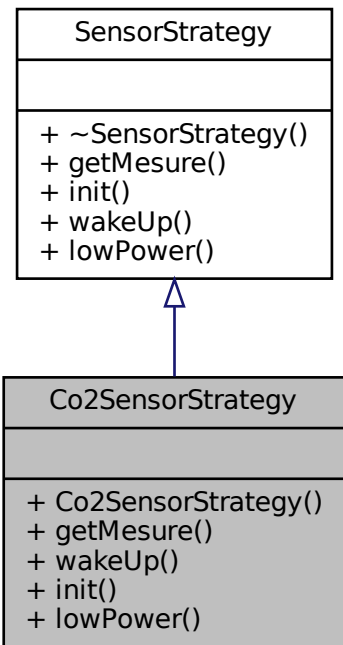 SensorStrategy
+ ~SensorStrategy()
+ getMesure()
+ init()
+ wakeUp()
+ lowPower()
Co2SensorStrategy
+ Co2SensorStrategy()
+ getMesure()
+ wakeUp()
+ init()
+ lowPower()